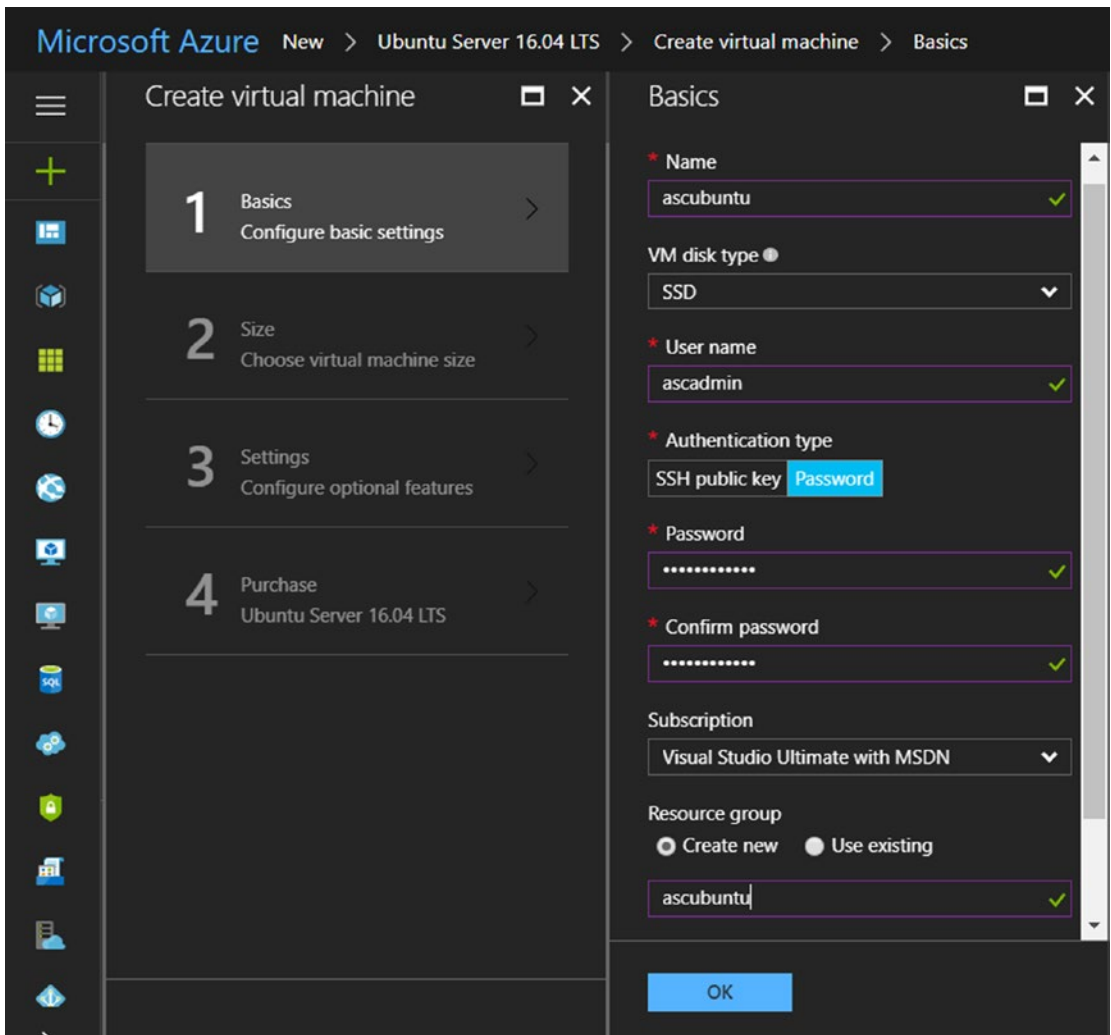 Microsoft Azure New > Ubuntu Server 16.04 LTS > Create virtual machine > Basics
Create virtual machine
1
Basics
Configure basic settings
2
Size
Choose virtual machine size
3
Settings
Configure optional features
4
Purchase
Ubuntu Server 16.04 LTS
Basics
* Name
ascubuntu
VM disk type
SSD
* User name
ascadmin
* Authentication type
SSH public key Password
* Password
••••••••••••
* Confirm password
••••••••••••
Subscription
Visual Studio Ultimate with MSDN
Resource group
Create new Use existing
ascubuntu
OK
SQL